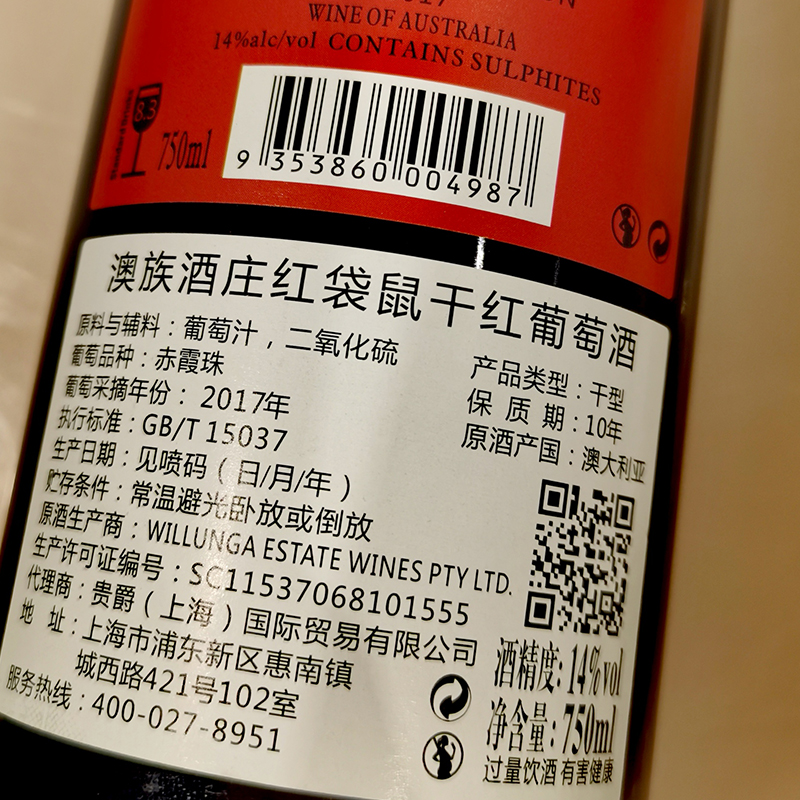 2017
WINE OF AUSTRALIA
14%alc/vol CONTAINS SULPHITES
8.3
750ml
9 353860 004987
澳族酒庄红袋鼠干红葡萄酒
原料与辅料：葡萄汁，二氧化硫
葡萄品种：赤霞珠
葡萄采摘年份： 2017年
执行标准：GB/T 15037
生产日期：见喷码（ 日/月/年 ）
贮存条件：常温避光卧放或倒放
原酒生产商：WILLUNGA ESTATE WINES PTY LTD.
生产许可证编号：SC11537068101555
代理商：贵爵（上海）国际贸易有限公司
地 址：上海市浦东新区惠南镇
城西路421号102室
服务热线：400-027-8951
产品类型：干型
保 质 期：10年
原酒产国：澳大利亚
酒精度: 14%vol
净含量: 750ml
过量饮酒 有害健康